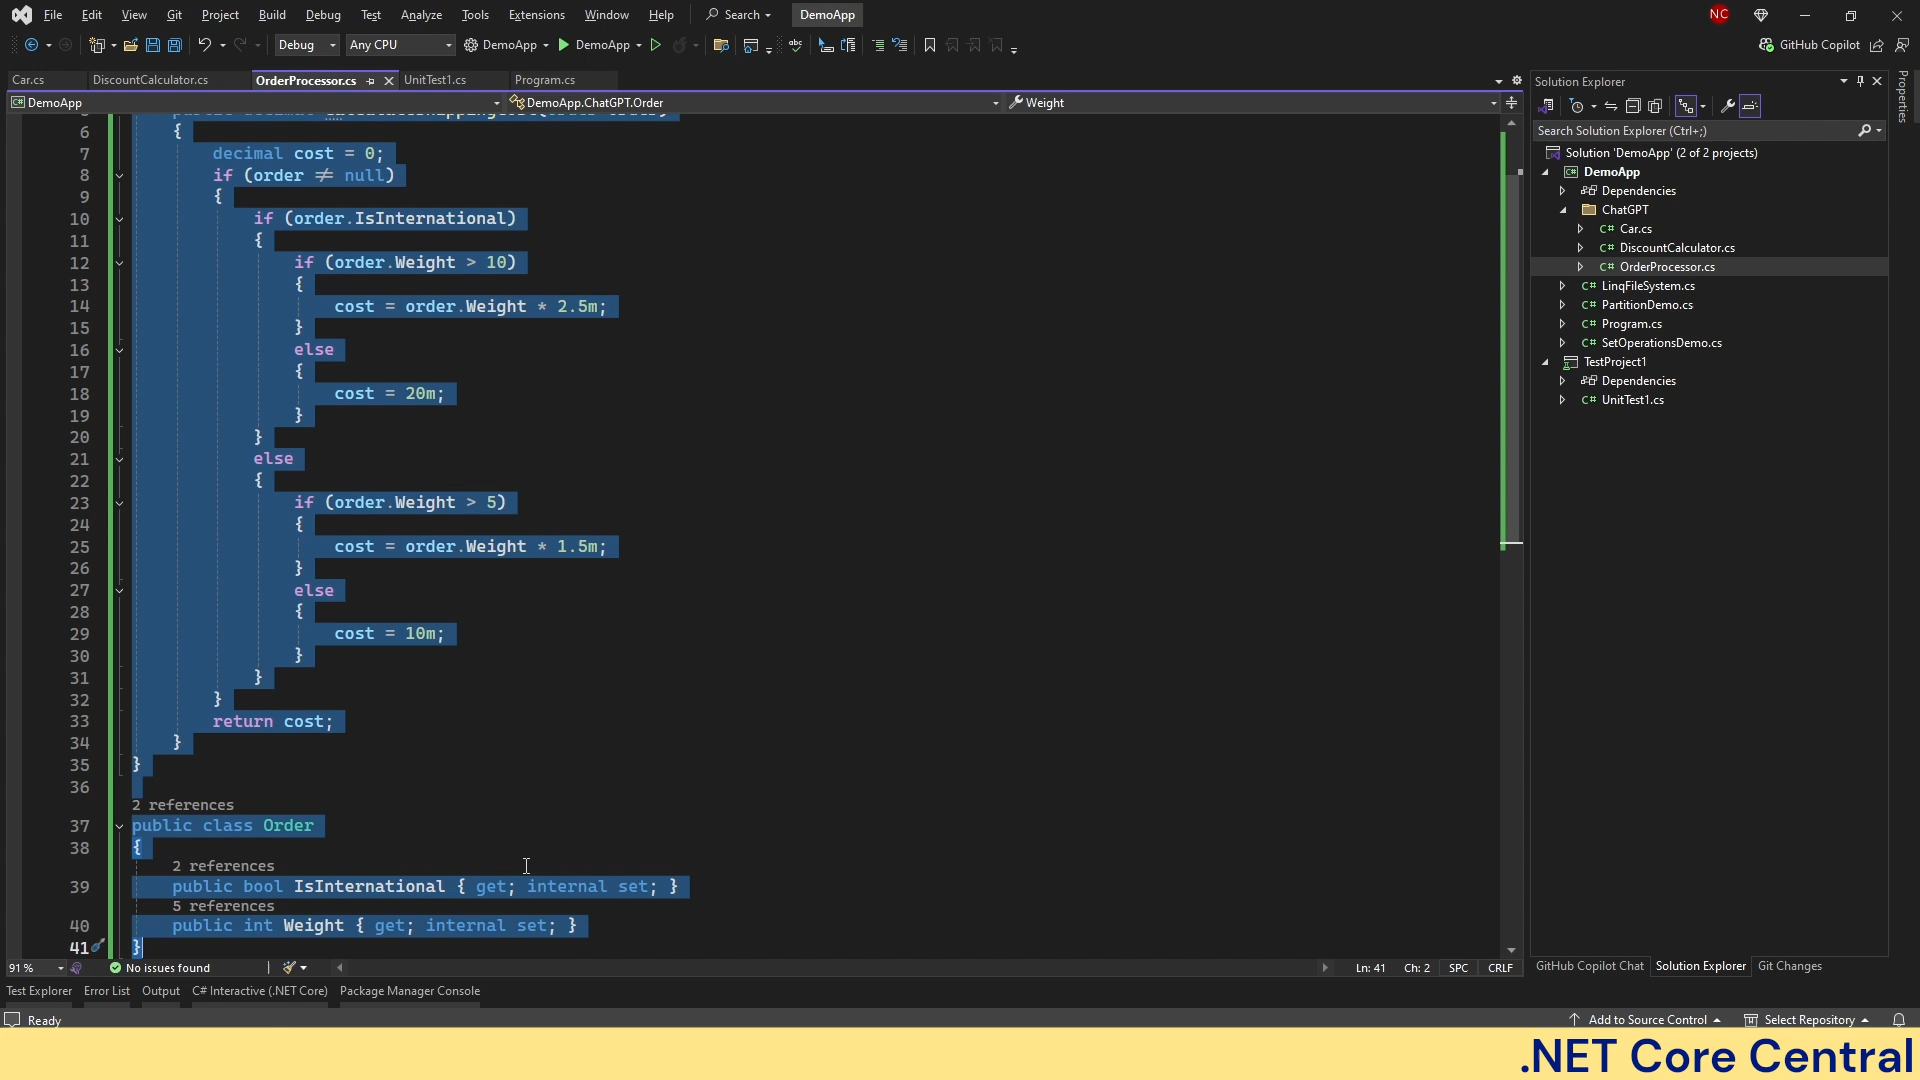 File Edit View Git Project Build Debug Test Analyze Tools Extensions Window Help Search DemoApp NC
Debug Any CPU DemoApp DemoApp GitHub Copilot
Car.cs DiscountCalculator.cs OrderProcessor.cs UnitTest1.cs Program.cs
DemoApp DemoApp.ChatGPT.Order Weight
6 {
7 decimal cost = 0;
8 if (order ≠ null)
9 {
10 if (order.IsInternational)
11 {
12 if (order.Weight > 10)
13 {
14 cost = order.Weight * 2.5m;
15 }
16 else
17 {
18 cost = 20m;
19 }
20 }
21 else
22 {
23 if (order.Weight > 5)
24 {
25 cost = order.Weight * 1.5m;
26 }
27 else
28 {
29 cost = 10m;
30 }
31 }
32 }
33 return cost;
34 }
35 }
36
2 references
37 public class Order
38 {
2 references
39 public bool IsInternational { get; internal set; }
5 references
40 public int Weight { get; internal set; }
41 }
91 % No issues found Ln: 41 Ch: 2 SPC CRLF
Test Explorer Error List Output C# Interactive (.NET Core) Package Manager Console
Ready Add to Source Control Select Repository
Solution Explorer
Search Solution Explorer (Ctrl+;)
Solution 'DemoApp' (2 of 2 projects)
DemoApp
Dependencies
ChatGPT
C# Car.cs
C# DiscountCalculator.cs
C# OrderProcessor.cs
C# LinqFileSystem.cs
C# PartitionDemo.cs
C# Program.cs
C# SetOperationsDemo.cs
TestProject1
Dependencies
C# UnitTest1.cs
GitHub Copilot Chat Solution Explorer Git Changes
Properties
.NET Core Central